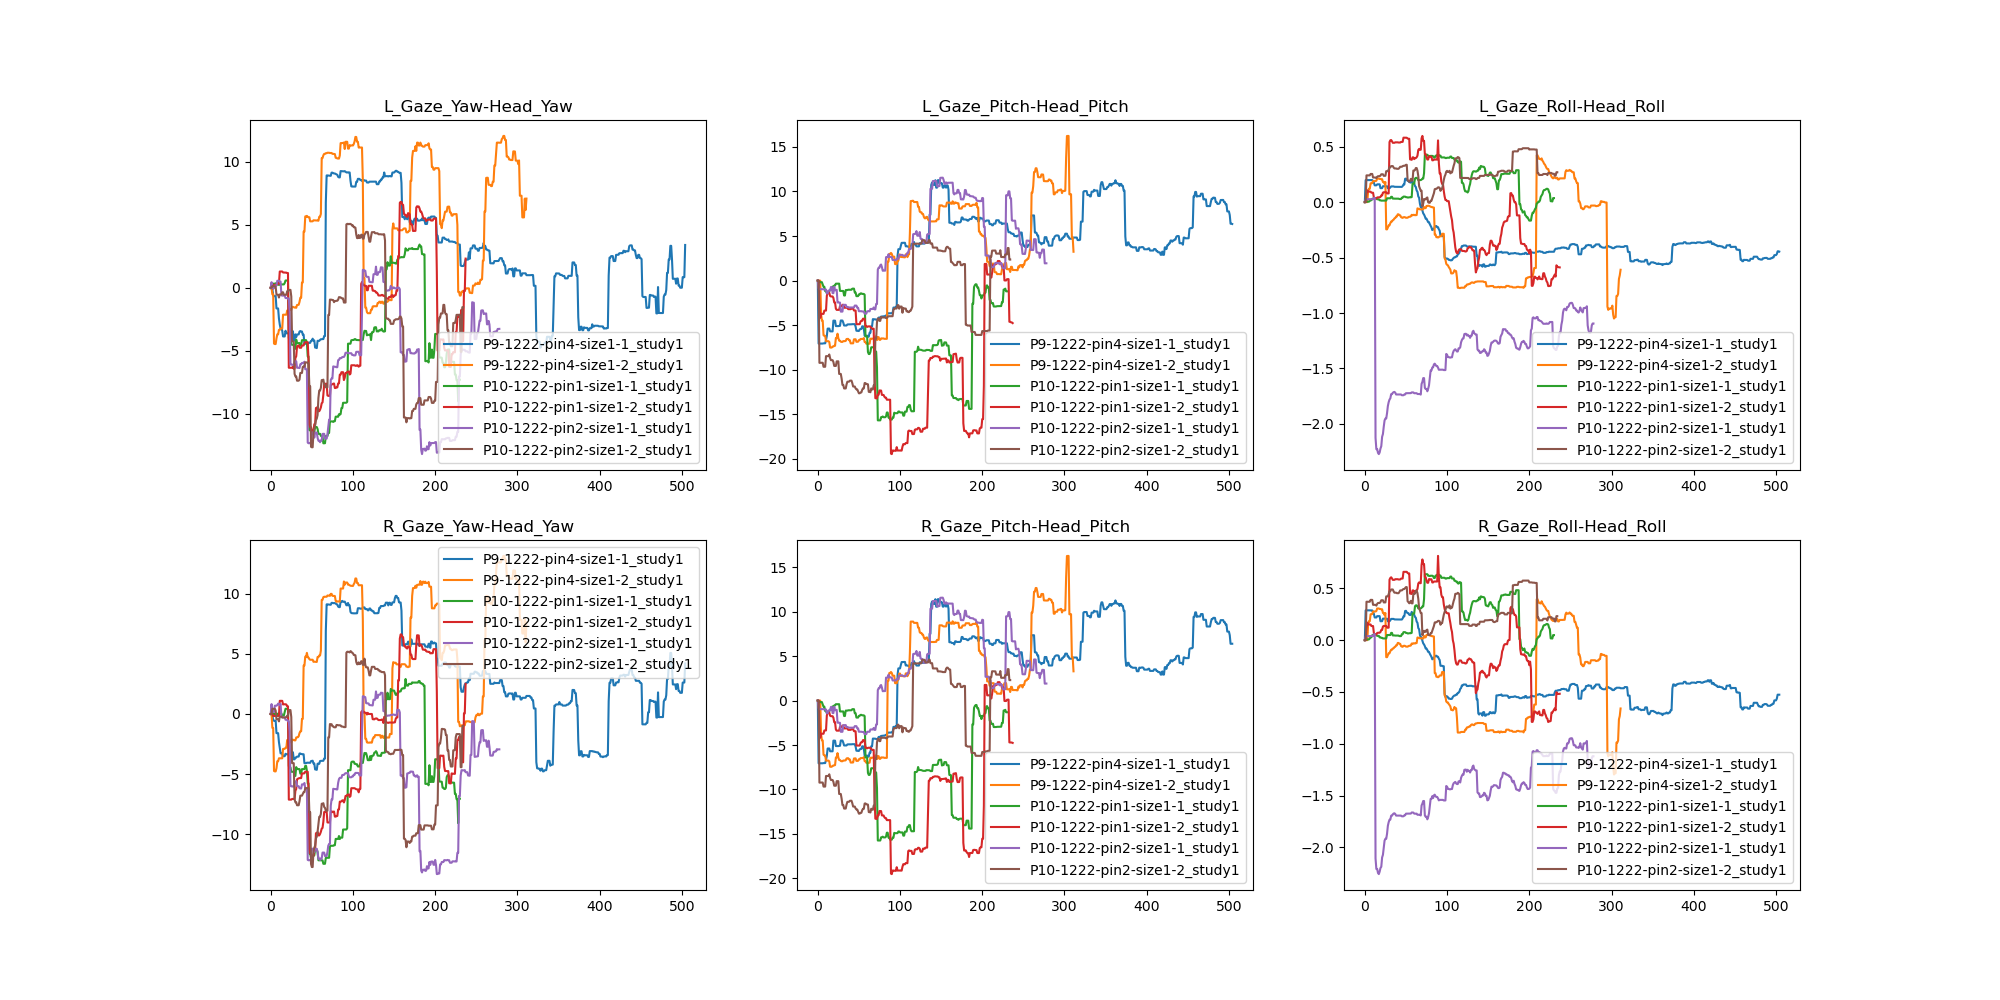 L_Gaze_Yaw-Head_Yaw
10
5
0
−5
−10
0 100 200 300 400 500
P9-1222-pin4-size1-1_study1
P9-1222-pin4-size1-2_study1
P10-1222-pin1-size1-1_study1
P10-1222-pin1-size1-2_study1
P10-1222-pin2-size1-1_study1
P10-1222-pin2-size1-2_study1
L_Gaze_Pitch-Head_Pitch
15
10
5
0
−5
−10
−15
−20
0 100 200 300 400 500
P9-1222-pin4-size1-1_study1
P9-1222-pin4-size1-2_study1
P10-1222-pin1-size1-1_study1
P10-1222-pin1-size1-2_study1
P10-1222-pin2-size1-1_study1
P10-1222-pin2-size1-2_study1
L_Gaze_Roll-Head_Roll
0.5
0.0
−0.5
−1.0
−1.5
−2.0
0 100 200 300 400 500
P9-1222-pin4-size1-1_study1
P9-1222-pin4-size1-2_study1
P10-1222-pin1-size1-1_study1
P10-1222-pin1-size1-2_study1
P10-1222-pin2-size1-1_study1
P10-1222-pin2-size1-2_study1
R_Gaze_Yaw-Head_Yaw
10
5
0
−5
−10
0 100 200 300 400 500
P9-1222-pin4-size1-1_study1
P9-1222-pin4-size1-2_study1
P10-1222-pin1-size1-1_study1
P10-1222-pin1-size1-2_study1
P10-1222-pin2-size1-1_study1
P10-1222-pin2-size1-2_study1
R_Gaze_Pitch-Head_Pitch
15
10
5
0
−5
−10
−15
−20
0 100 200 300 400 500
P9-1222-pin4-size1-1_study1
P9-1222-pin4-size1-2_study1
P10-1222-pin1-size1-1_study1
P10-1222-pin1-size1-2_study1
P10-1222-pin2-size1-1_study1
P10-1222-pin2-size1-2_study1
R_Gaze_Roll-Head_Roll
0.5
0.0
−0.5
−1.0
−1.5
−2.0
0 100 200 300 400 500
P9-1222-pin4-size1-1_study1
P9-1222-pin4-size1-2_study1
P10-1222-pin1-size1-1_study1
P10-1222-pin1-size1-2_study1
P10-1222-pin2-size1-1_study1
P10-1222-pin2-size1-2_study1